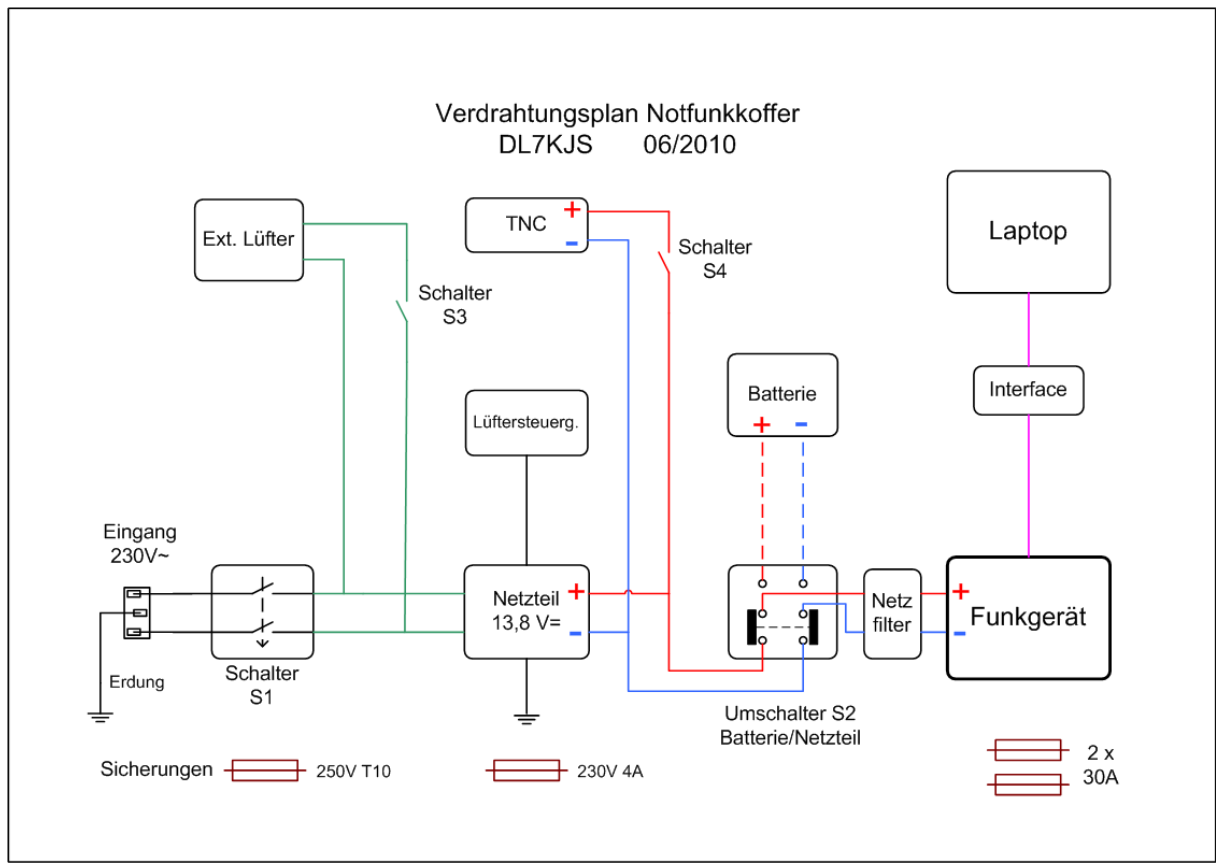 Verdrahtungsplan Notfunkkoffer
DL7KJS 06/2010
Ext. Lüfter
TNC
+
-
Schalter
S4
Laptop
Schalter
S3
Lüftersteuerg.
Batterie
+ -
Interface
Eingang
230V~
Netzteil
13,8 V=
+
-
Netz
filter
+
-
Funkgerät
Erdung
Schalter
S1
Umschalter S2
Batterie/Netzteil
Sicherungen
250V T10
230V 4A
2 x
30A